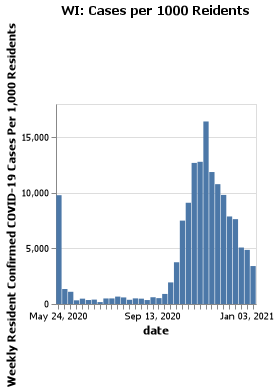 WI: Cases per 1000 Reidents
Weekly Resident Confirmed COVID-19 Cases Per 1,000 Residents
15,000
10,000
5,000
0
May 24, 2020 Sep 13, 2020 Jan 03, 2021
date